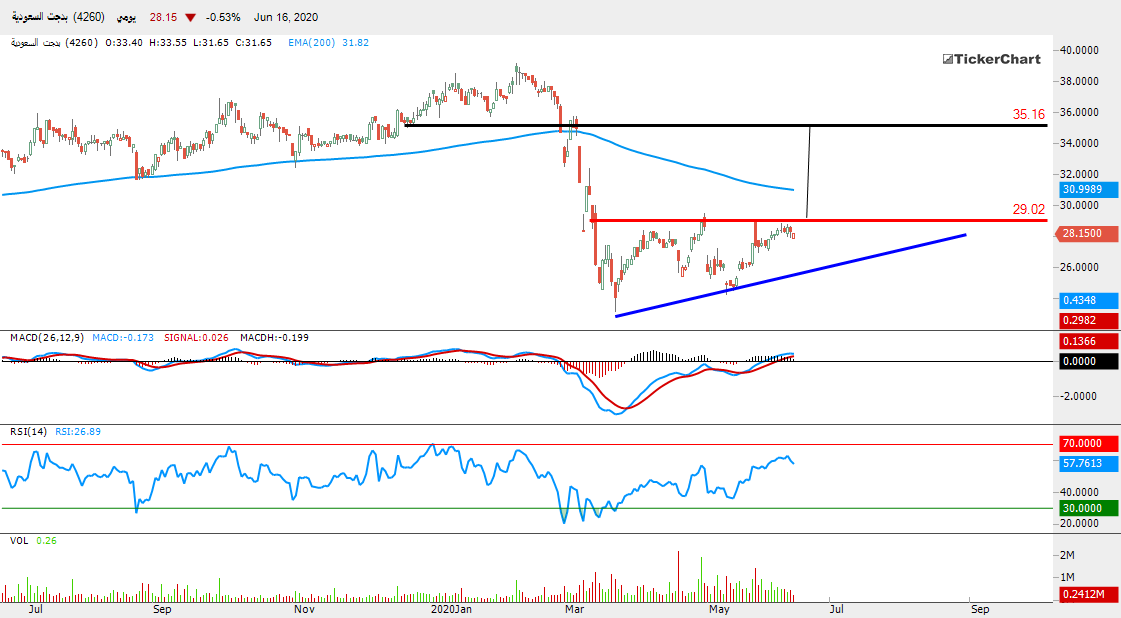 بدجت السعودية (4260) يومي 28.15 ▼ -0.53% Jun 16, 2020
بدجت السعودية (4260) O:33.40 H:33.55 L:31.65 C:31.65 EMA(200) 31.82
TickerChart
40.0000
38.0000
36.0000
35.16
34.0000
32.0000
30.9989
30.0000
29.02
28.1500
26.0000
0.4348
0.2982
MACD(26,12,9) MACD:-0.173 SIGNAL:0.026 MACDH:-0.199
0.1366
0.0000
-2.0000
RSI(14) RSI:26.89
70.0000
57.7613
40.0000
30.0000
20.0000
VOL 0.26
2M
1M
0.2412M
Jul Sep Nov 2020Jan Mar May Jul Sep